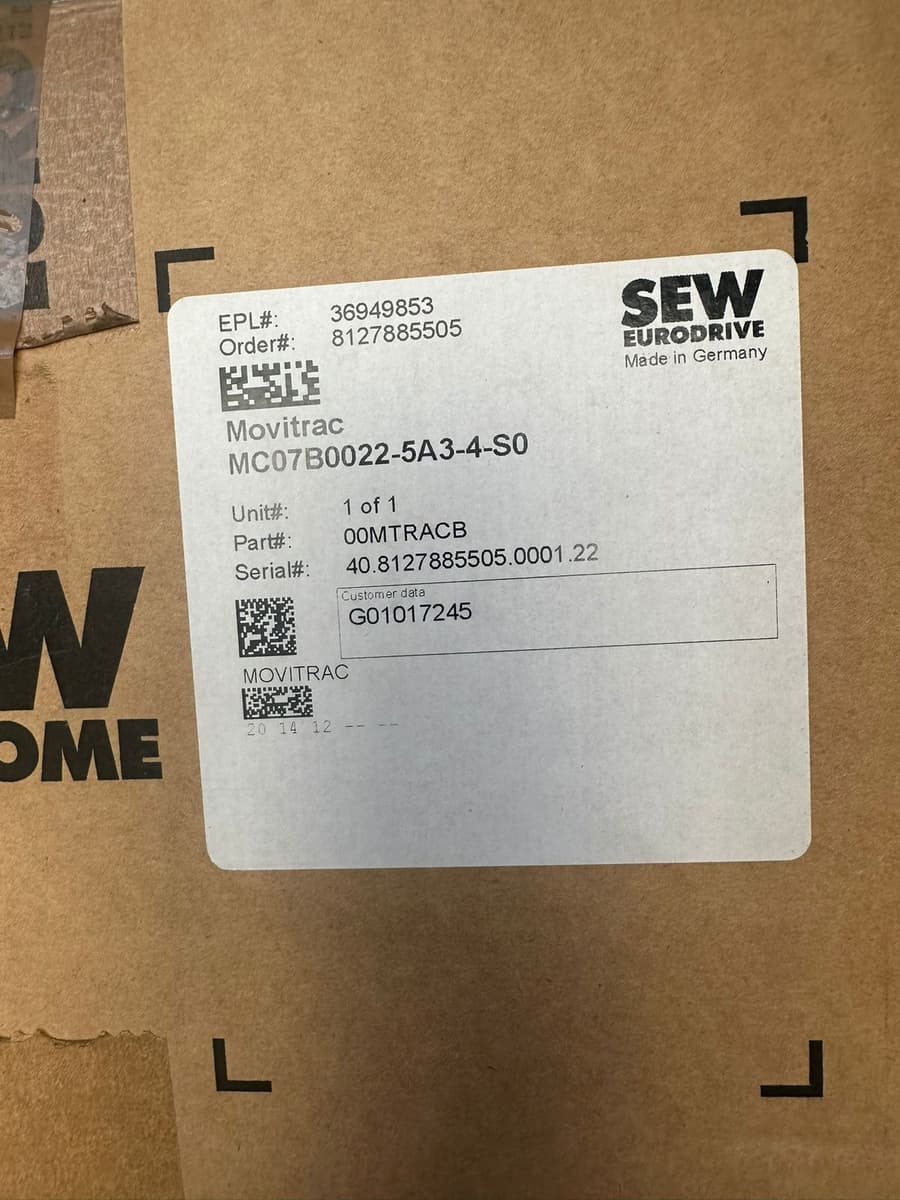 EPL#: 36949853
Order#: 8127885505
SEW
EURODRIVE
Made in Germany
Movitrac
MC07B0022-5A3-4-S0
Unit#: 1 of 1
Part#: 00MTRACB
Serial#: 40.8127885505.0001.22
Customer data
G01017245
MOVITRAC
20 14 12 -- --
W
OME